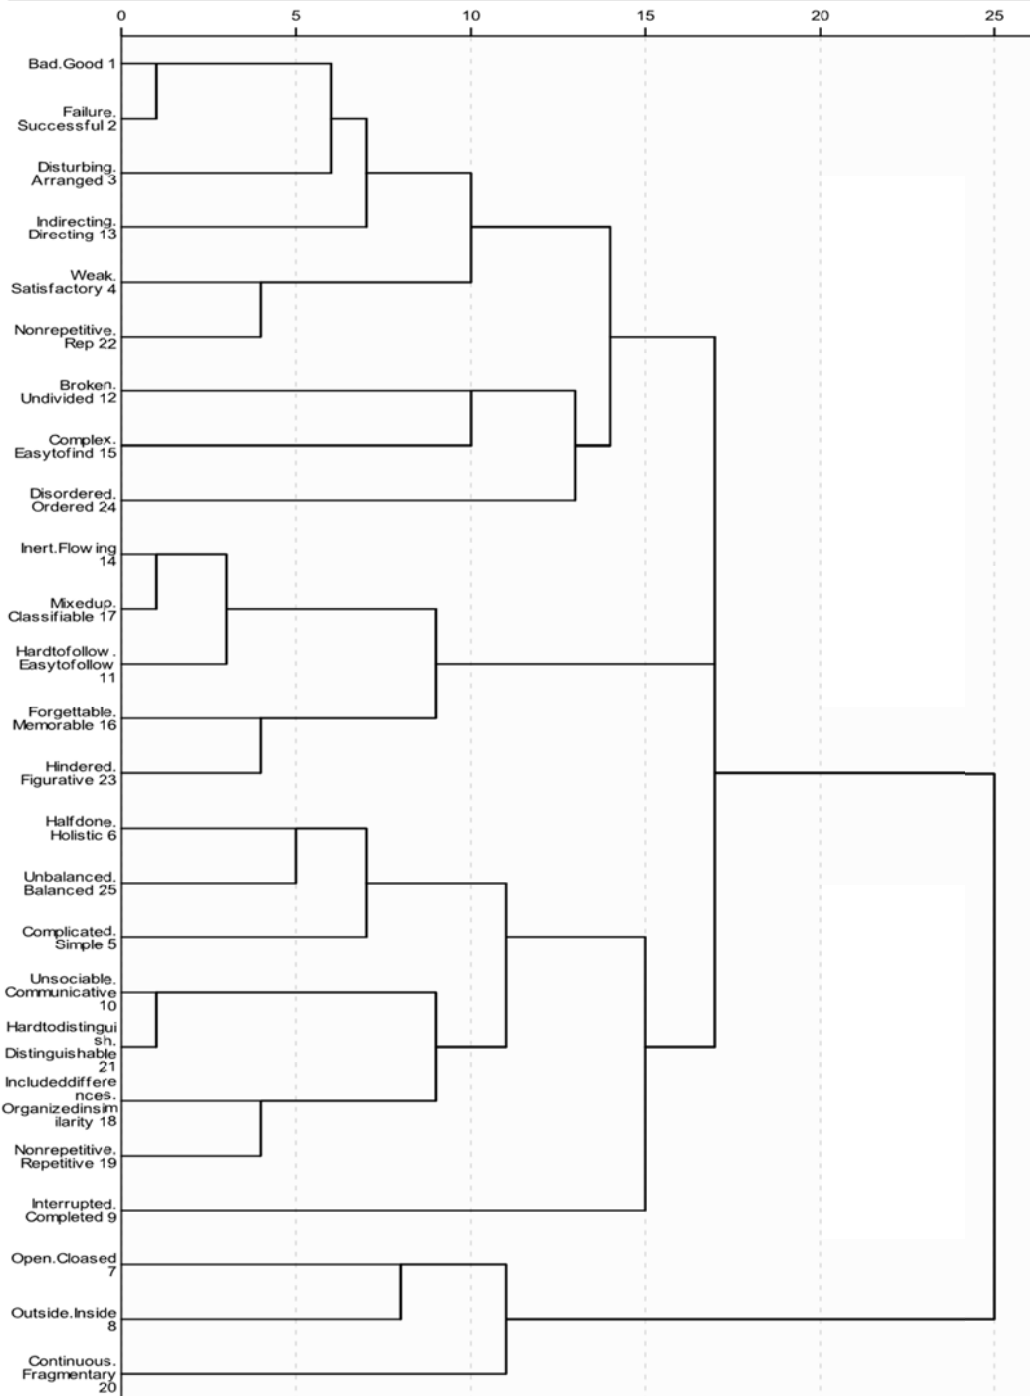 0 5 10 15 20 25
Bad.Good 1
Failure.
Successful 2
Disturbing.
Arranged 3
Indirecting.
Directing 13
Weak.
Satisfactory 4
Nonrepetitive.
Rep 22
Broken.
Undivided 12
Complex.
Easytofind 15
Disordered.
Ordered 24
Inert.Flowing
14
Mixedup.
Classifiable 17
Hardtofollow.
Easytofollow
11
Forgettable.
Memorable 16
Hindered.
Figurative 23
Halfdone.
Holistic 6
Unbalanced.
Balanced 25
Complicated.
Simple 5
Unsociable.
Communicative
10
Hardtodistingui
sh.
Distinguishable
21
Includeddiffere
nces.
Organizedinsim
ilarity 18
Nonrepetitive.
Repetitive 19
Interrupted.
Completed 9
Open.Cloased
7
Outside.Inside
8
Continuous.
Fragmentary
20